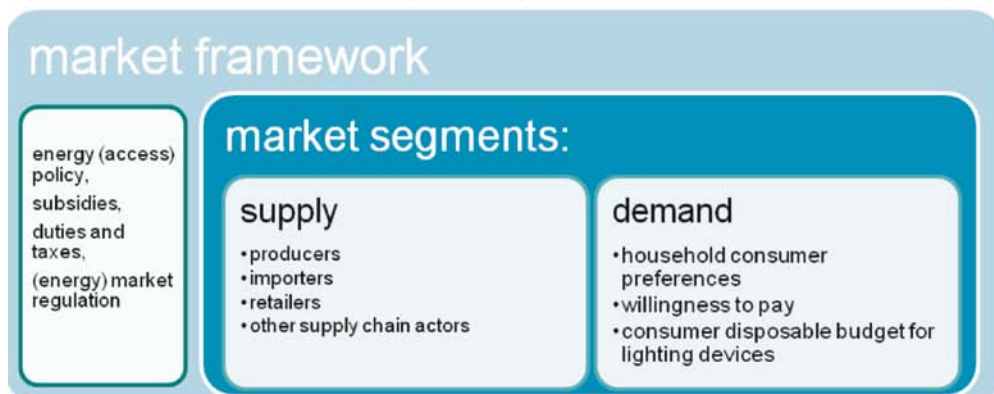 market framework
energy (access)
policy,
subsidies,
duties and
taxes,
(energy) market
regulation
market segments:
supply
•producers
•importers
•retailers
•other supply chain actors
demand
•household consumer
preferences
•willingness to pay
•consumer disposable budget for
lighting devices